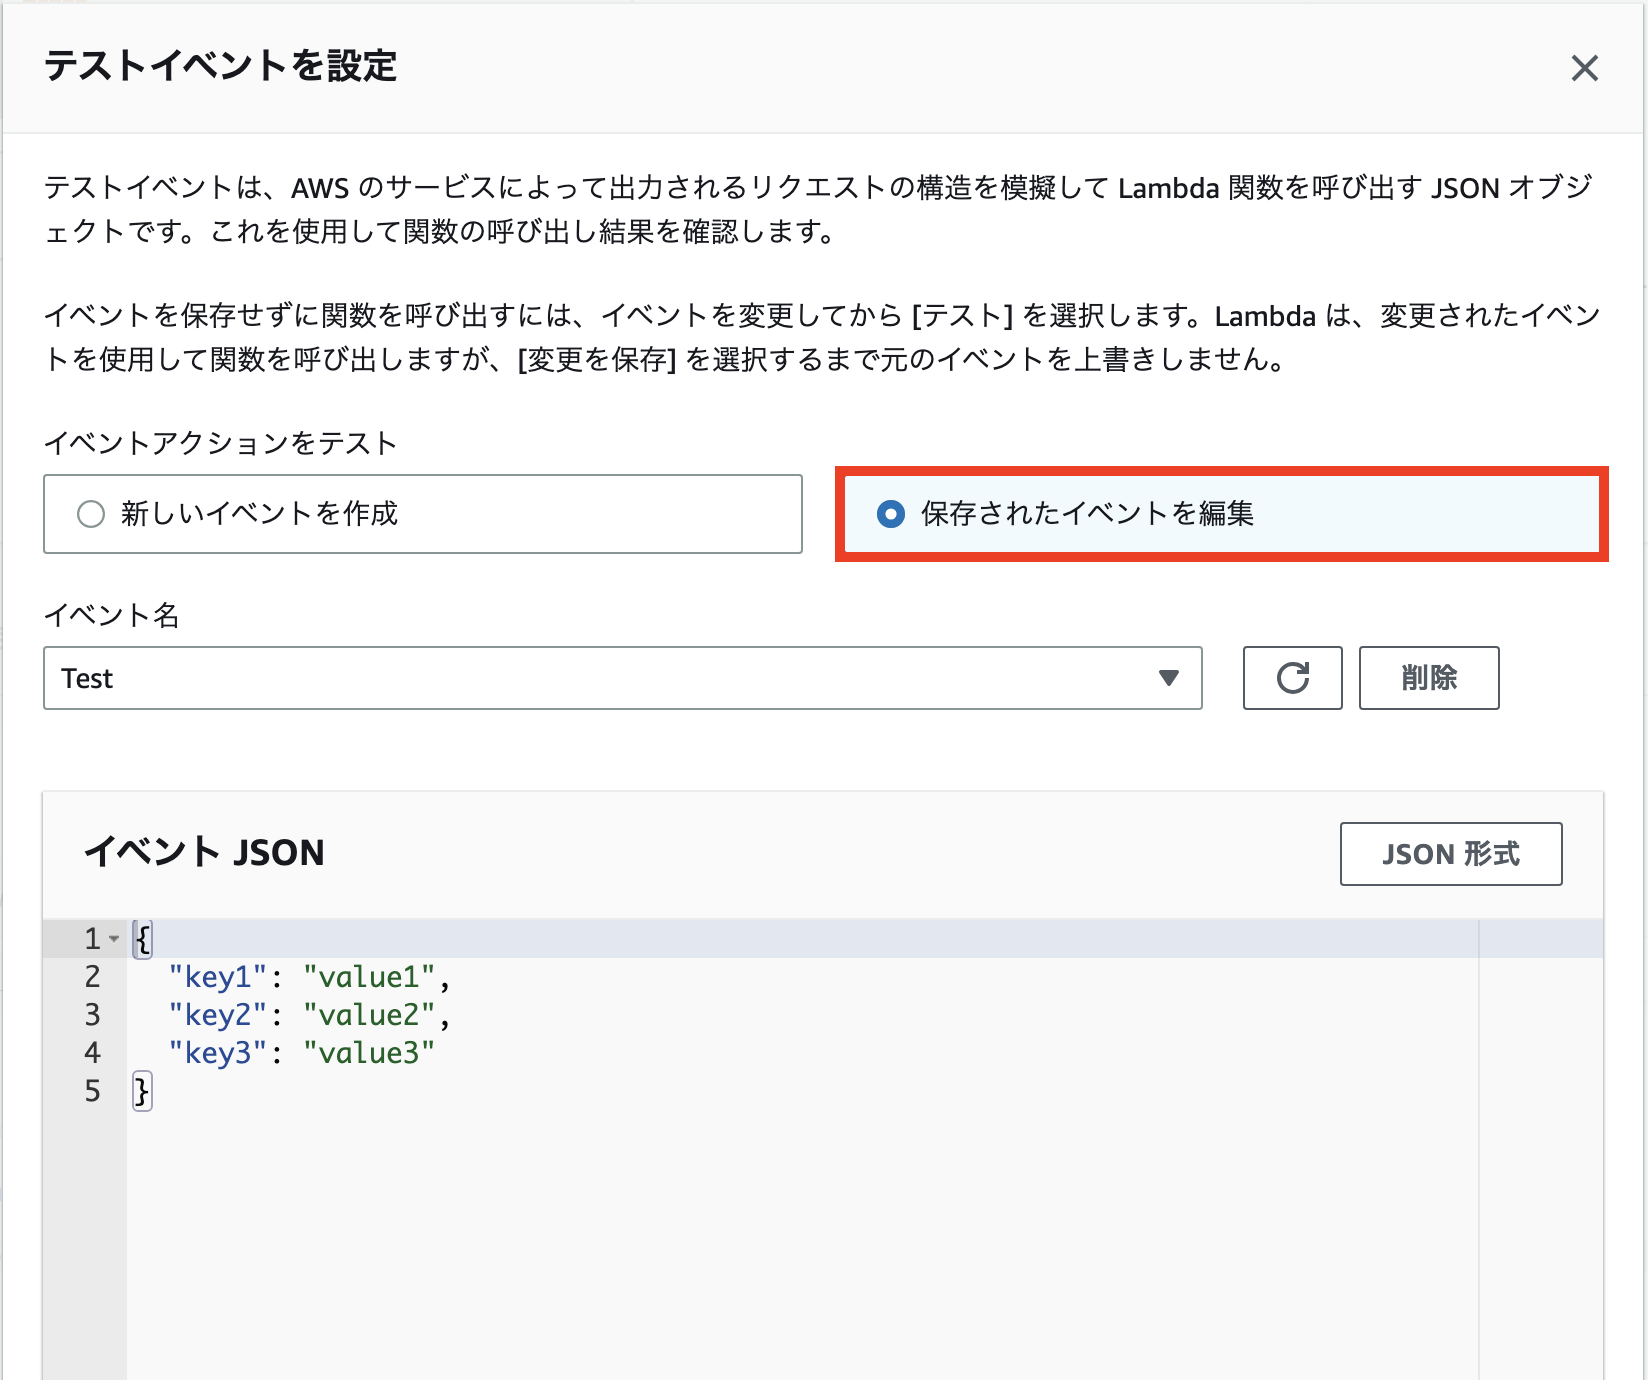 テストイベントを設定
テストイベントは、AWS のサービスによって出力されるリクエストの構造を模擬して Lambda 関数を呼び出す JSON オブジ
ェクトです。これを使用して関数の呼び出し結果を確認します。
イベントを保存せずに関数を呼び出すには、イベントを変更してから [テスト] を選択します。Lambda は、変更されたイベン
トを使用して関数を呼び出しますが、[変更を保存] を選択するまで元のイベントを上書きしません。
イベントアクションをテスト
新しいイベントを作成
保存されたイベントを編集
イベント名
Test
削除
イベント JSON
JSON 形式
1 {
2 "key1": "value1",
3 "key2": "value2",
4 "key3": "value3"
5 }